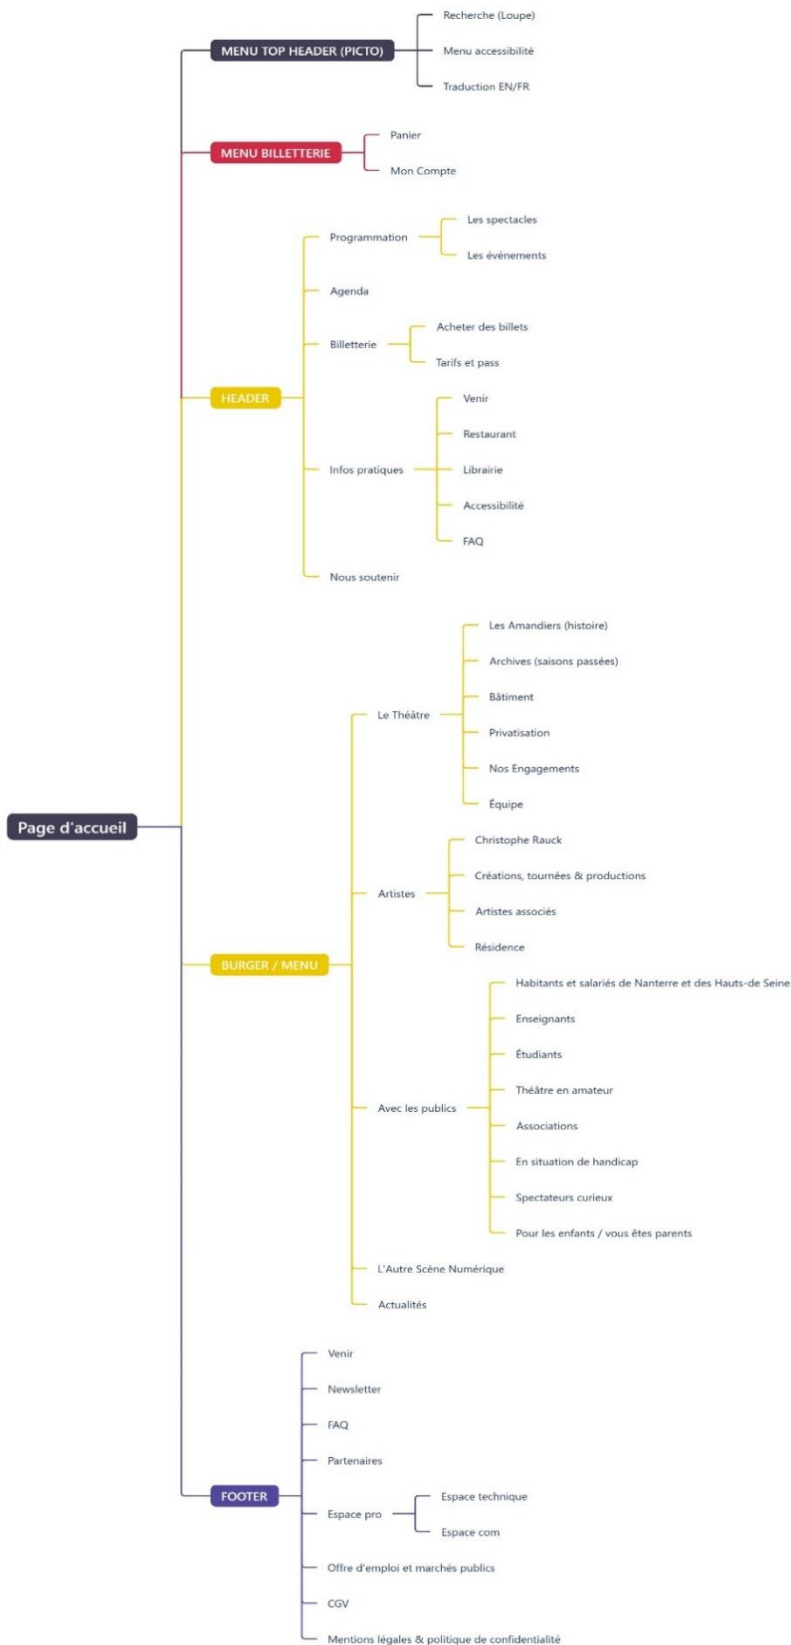 Page d'accueil
MENU TOP HEADER (PICTO)
Recherche (Loupe)
Menu accessibilité
Traduction EN/FR
MENU BILLETTERIE
Panier
Mon Compte
HEADER
Programmation
Les spectacles
Les événements
Agenda
Billetterie
Acheter des billets
Tarifs et pass
Infos pratiques
Venir
Restaurant
Librairie
Accessibilité
FAQ
Nous soutenir
BURGER / MENU
Le Théâtre
Les Amandiers (histoire)
Archives (saisons passées)
Bâtiment
Privatisation
Nos Engagements
Équipe
Artistes
Christophe Rauck
Créations, tournées & productions
Artistes associés
Résidence
Avec les publics
Habitants et salariés de Nanterre et des Hauts-de Seine
Enseignants
Étudiants
Théâtre en amateur
Associations
En situation de handicap
Spectateurs curieux
Pour les enfants / vous êtes parents
L'Autre Scène Numérique
Actualités
FOOTER
Venir
Newsletter
FAQ
Partenaires
Espace pro
Espace technique
Espace com
Offre d'emploi et marchés publics
CGV
Mentions légales & politique de confidentialité